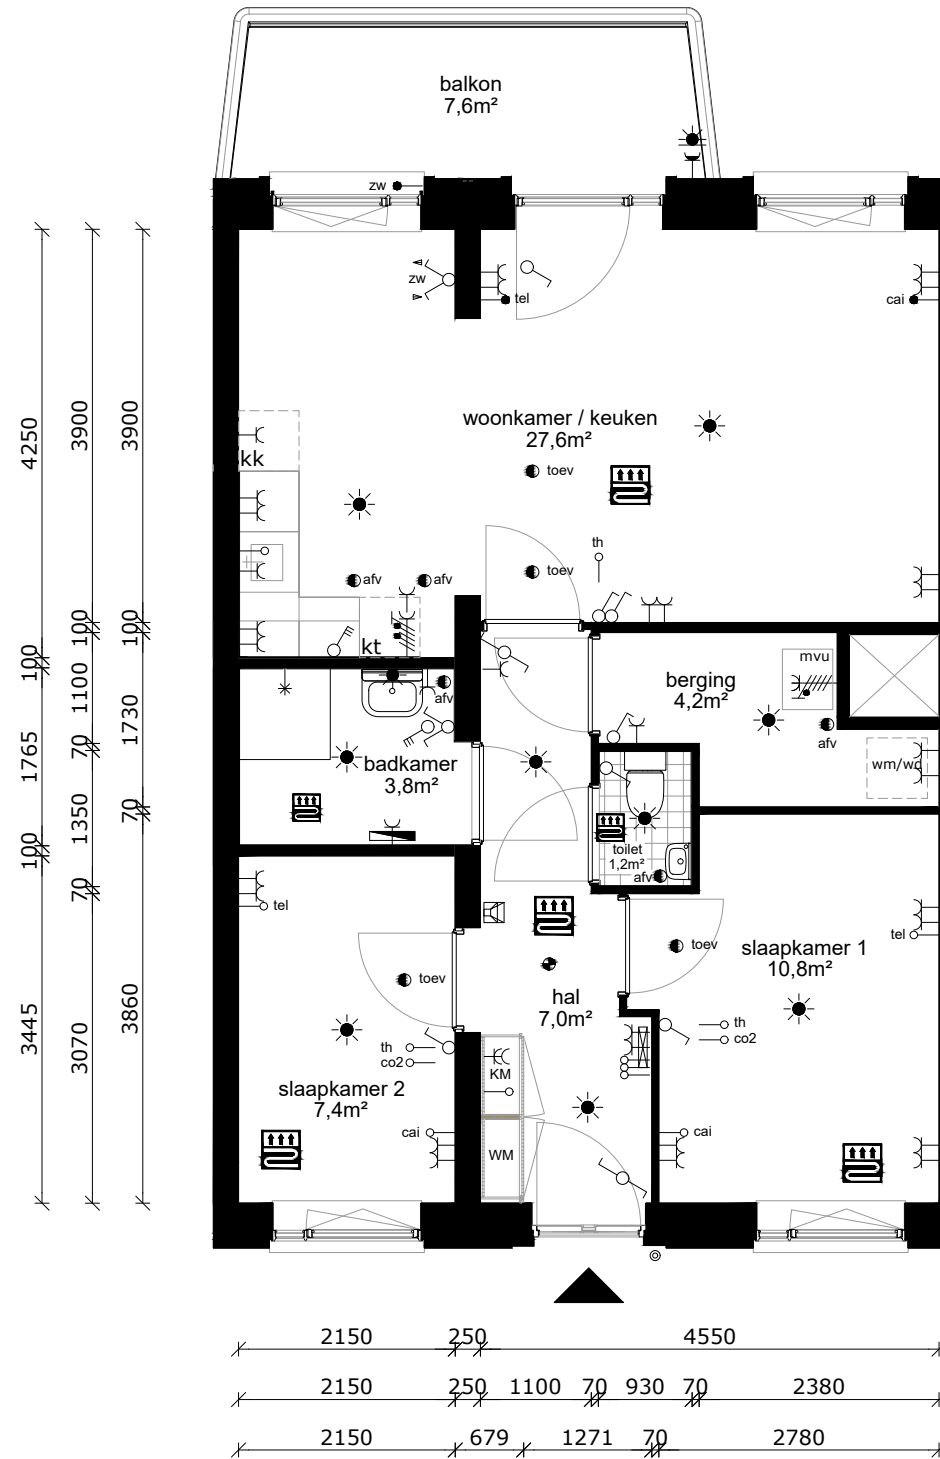 balkon
7,6m²
zw
zw
tel
cai
woonkamer / keuken
27,6m²
kk
toev
th
toev
afv
afv
kt
mvu
berging
4,2m²
afv
afv
badkamer
3,8m²
wm/wd
toilet
1,2m²
afv
tel
tel
slaapkamer 1
10,8m²
toev
toev
hal
7,0m²
th
co2
th
co2
KM
slaapkamer 2
7,4m²
cai
cai
WM
4250
100
1765
100
3445
3900
100
1100
70
1350
70
3070
3900
100
1730
70
3860
2150 250 4550
2150 250 1100 70 930 70 2380
2150 679 1271 70 2780